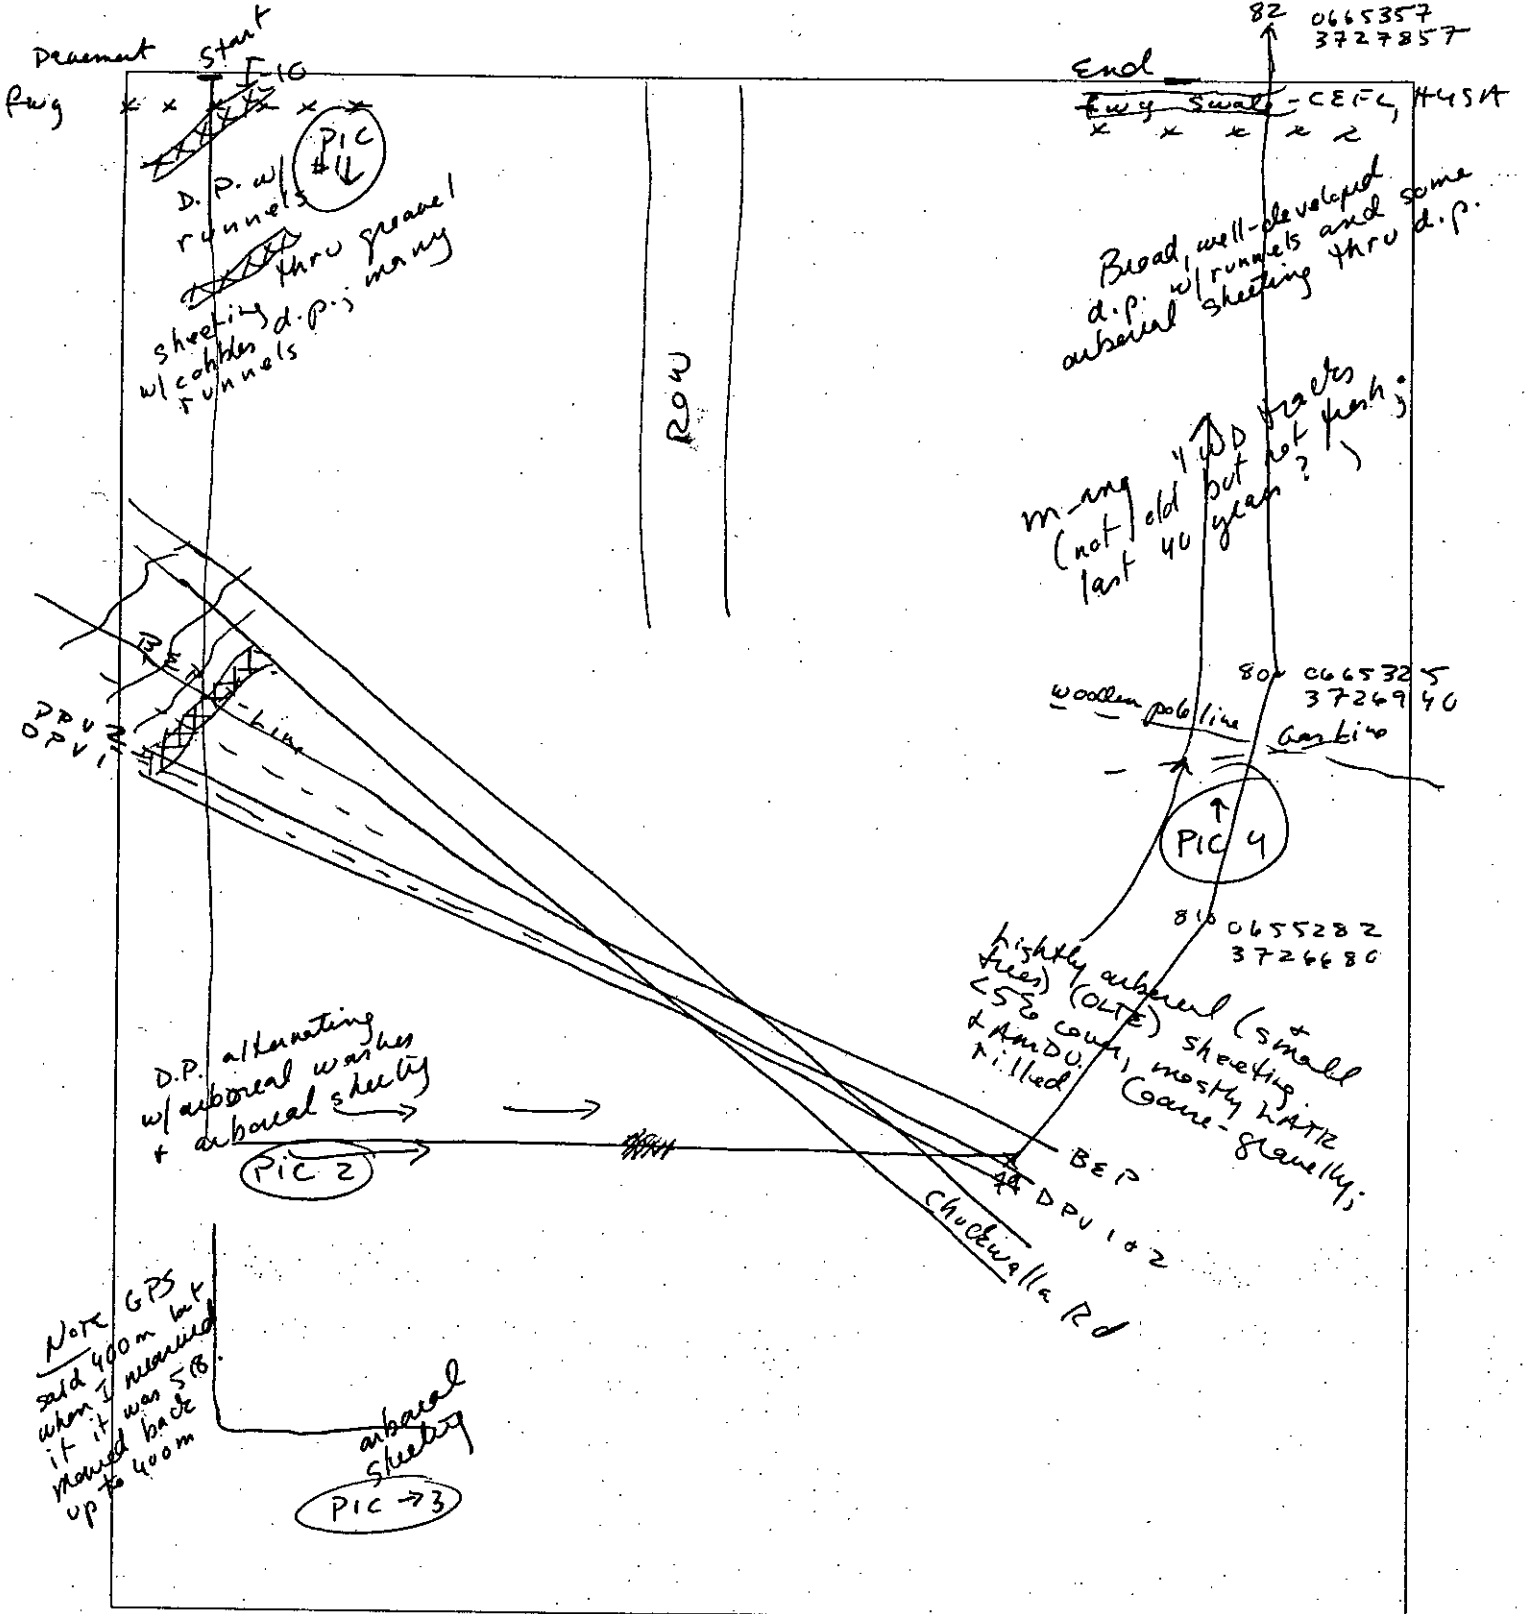 Start
I-10
fwy
PIC
#1
D.P. w/
runnels
sheeting thru gravel
w/ cobbles d.p.; many
runnels
ROW
82 0665357
3727857
End
fwy swale - CEFL, HYSA
Broad, well-developed
d.p. w/ runnels and some
arboreal sheeting thru d.p.
many 4WD tracks
(not old but not fresh;
last 40 years?)
80 0665325
3726940
wooden pole line
Gas Line
PIC 4
81 0655282
3726680
Lightly arboreal (small
trees) (OLTE) sheeting.
<5% cover, mostly LATR
+ AMDU. Coarse-gravelly;
rilled
Line
DPV 2
DPV 1
BEP
DPV 1 & 2
Chuckwalla Rd
D.P. alternating
w/ arboreal washes
+ arboreal sheeting
PIC 2
NOTE GPS
said 400m but
when I measured
it it was 518.
moved back
up to 400m
arboreal
sheeting
PIC → 3